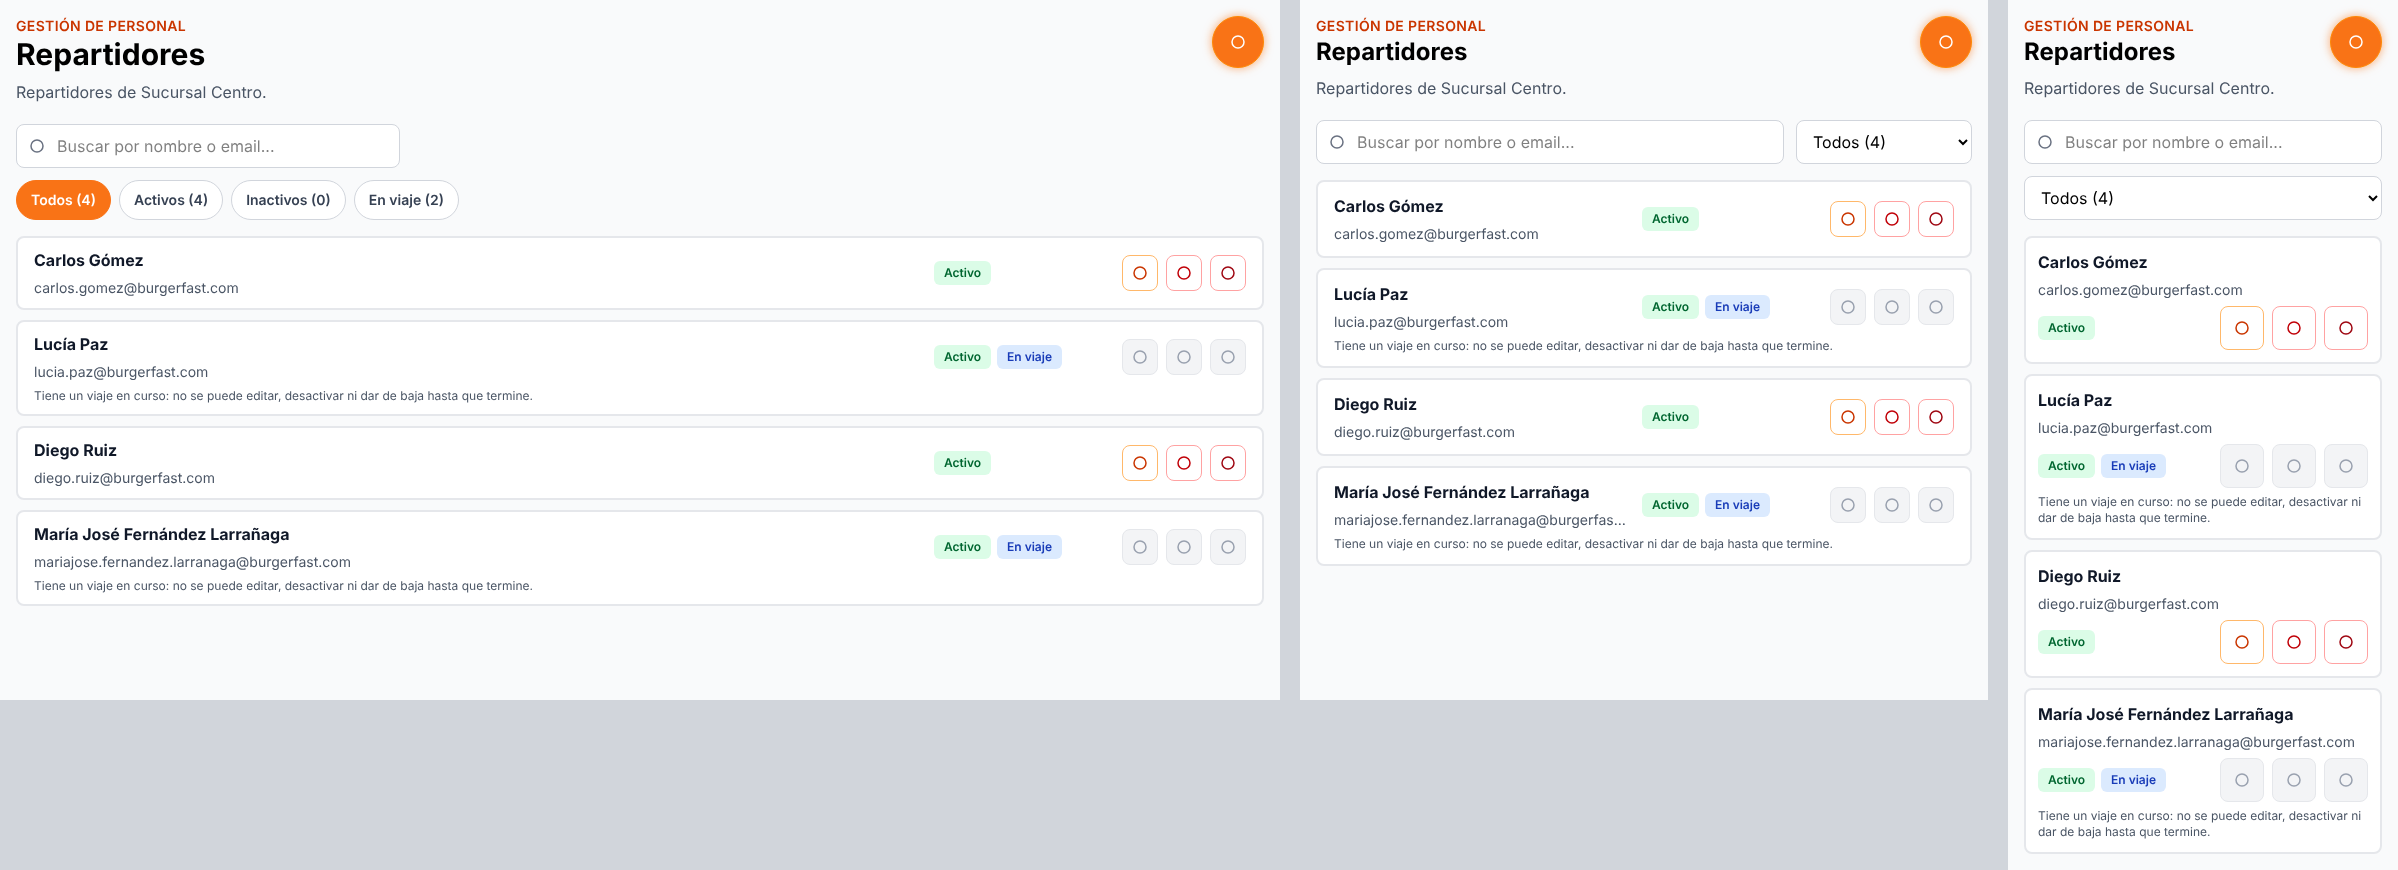 GESTIÓN DE PERSONAL
Repartidores
Repartidores de Sucursal Centro.
Buscar por nombre o email...
Todos (4)
Activos (4)
Inactivos (0)
En viaje (2)
Carlos Gómez
carlos.gomez@burgerfast.com
Activo
Lucía Paz
lucia.paz@burgerfast.com
Tiene un viaje en curso: no se puede editar, desactivar ni dar de baja hasta que termine.
Activo
En viaje
Diego Ruiz
diego.ruiz@burgerfast.com
Activo
María José Fernández Larrañaga
mariajose.fernandez.larranaga@burgerfast.com
Tiene un viaje en curso: no se puede editar, desactivar ni dar de baja hasta que termine.
Activo
En viaje
GESTIÓN DE PERSONAL
Repartidores
Repartidores de Sucursal Centro.
Buscar por nombre o email...
Todos (4)
Carlos Gómez
carlos.gomez@burgerfast.com
Activo
Lucía Paz
lucia.paz@burgerfast.com
Activo
En viaje
Tiene un viaje en curso: no se puede editar, desactivar ni dar de baja hasta que termine.
Diego Ruiz
diego.ruiz@burgerfast.com
Activo
María José Fernández Larrañaga
mariajose.fernandez.larranaga@burgerfas...
Activo
En viaje
Tiene un viaje en curso: no se puede editar, desactivar ni dar de baja hasta que termine.
GESTIÓN DE PERSONAL
Repartidores
Repartidores de Sucursal Centro.
Buscar por nombre o email...
Todos (4)
Carlos Gómez
carlos.gomez@burgerfast.com
Activo
Lucía Paz
lucia.paz@burgerfast.com
Activo
En viaje
Tiene un viaje en curso: no se puede editar, desactivar ni
dar de baja hasta que termine.
Diego Ruiz
diego.ruiz@burgerfast.com
Activo
María José Fernández Larrañaga
mariajose.fernandez.larranaga@burgerfast.com
Activo
En viaje
Tiene un viaje en curso: no se puede editar, desactivar ni
dar de baja hasta que termine.